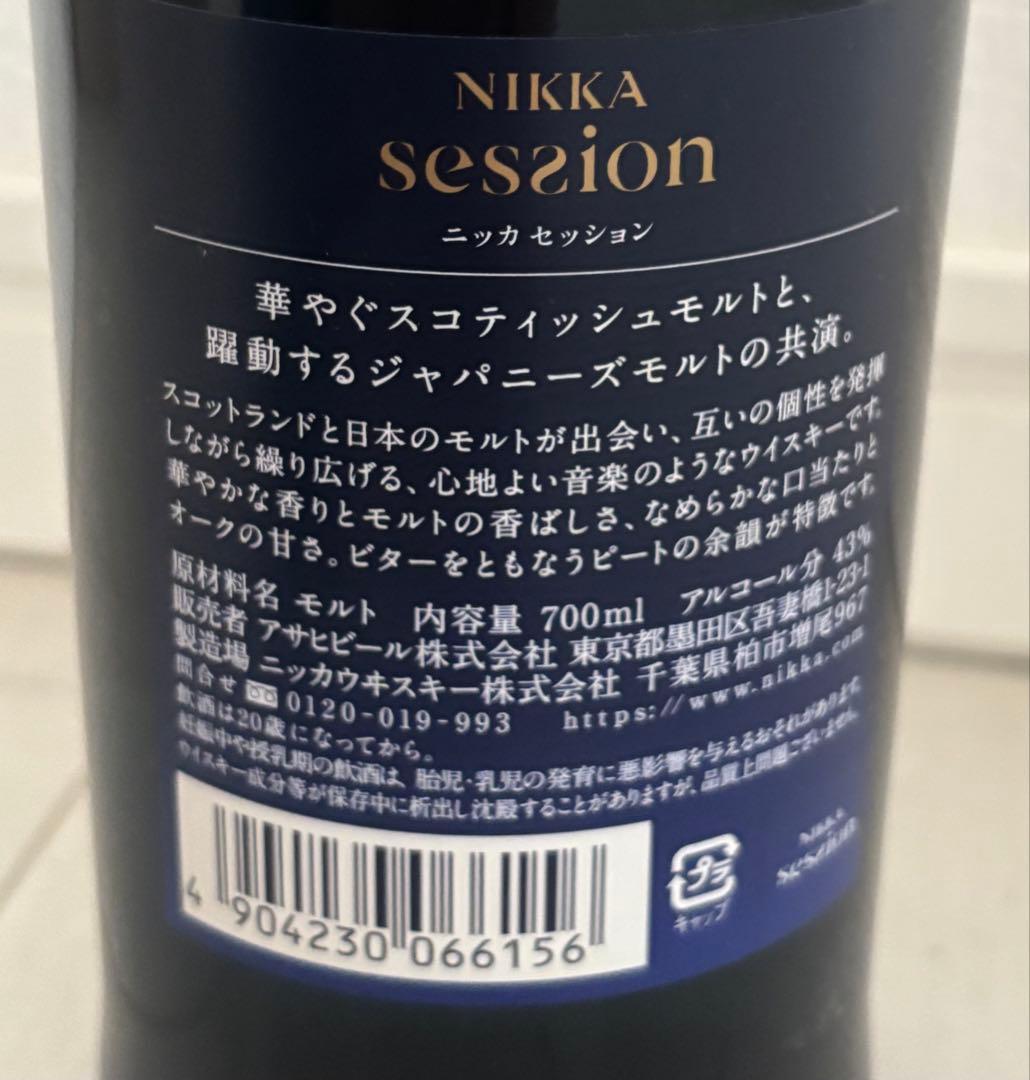 NIKKA
session
ニッカ セッション
華やぐスコティッシュモルトと、
躍動するジャパニーズモルトの共演。
スコットランドと日本のモルトが出会い、互いの個性を発揮
しながら繰り広げる、心地よい音楽のようなウイスキーです。
華やかな香りとモルトの香ばしさ、なめらかな口当たりと
オークの甘さ。ビターをともなうピートの余韻が特徴です。
原材料名 モルト 内容量 700ml アルコール分 43%
販売者 アサヒビール株式会社 東京都墨田区吾妻橋1-23-1
製造場 ニッカウヰスキー株式会社 千葉県柏市増尾967
問合せ 0120-019-993 https://www.nikka.com
飲酒は20歳になってから。
妊娠中や授乳期の飲酒は、胎児・乳児の発育に悪影響を与えるおそれがあります。
ウイスキー成分等が保存中に析出し沈殿することがありますが、品質上問題ございません。
4 904230 066156
プラ
キャップ
NIKKA
session